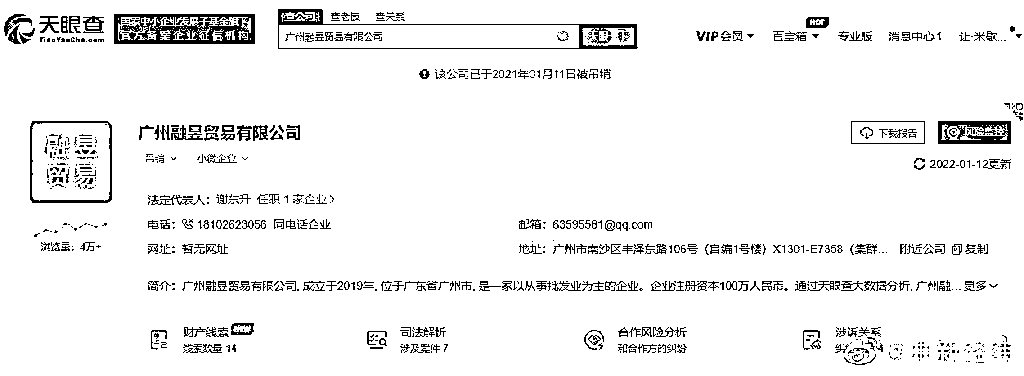 天眼查
TianYanCha.com
国家中小企业发展子基金旗下
官方备案企业征信机构
查公司 查老板 查关系
广州融昱贸易有限公司
VIP会员 百宝箱 HOT 专业版 消息中心1
该公司已于2021年01月11日被吊销
融昱
贸易
广州融昱贸易有限公司
吊销 小微企业
下载报告
2022-01-12更新
法定代表人：谢东升 任职 1 家企业
电话：18102623056 同电话企业
邮箱：63595581@qq.com
浏览量：4万+
网址：暂无网址
地址：广州市南沙区丰泽东路106号（自编1号楼）X1301-E7358（集群... 附近公司 复制
简介：广州融昱贸易有限公司，成立于2019年，位于广东省广州市，是一家以从事批发业为主的企业。企业注册资本100万人民币。通过天眼查大数据分析，广州融... 更多
财产线索
线索数量 14
司法解析
涉及案件 7
合作风险分析
和合作方的纠纷
涉诉关系
@中新经纬